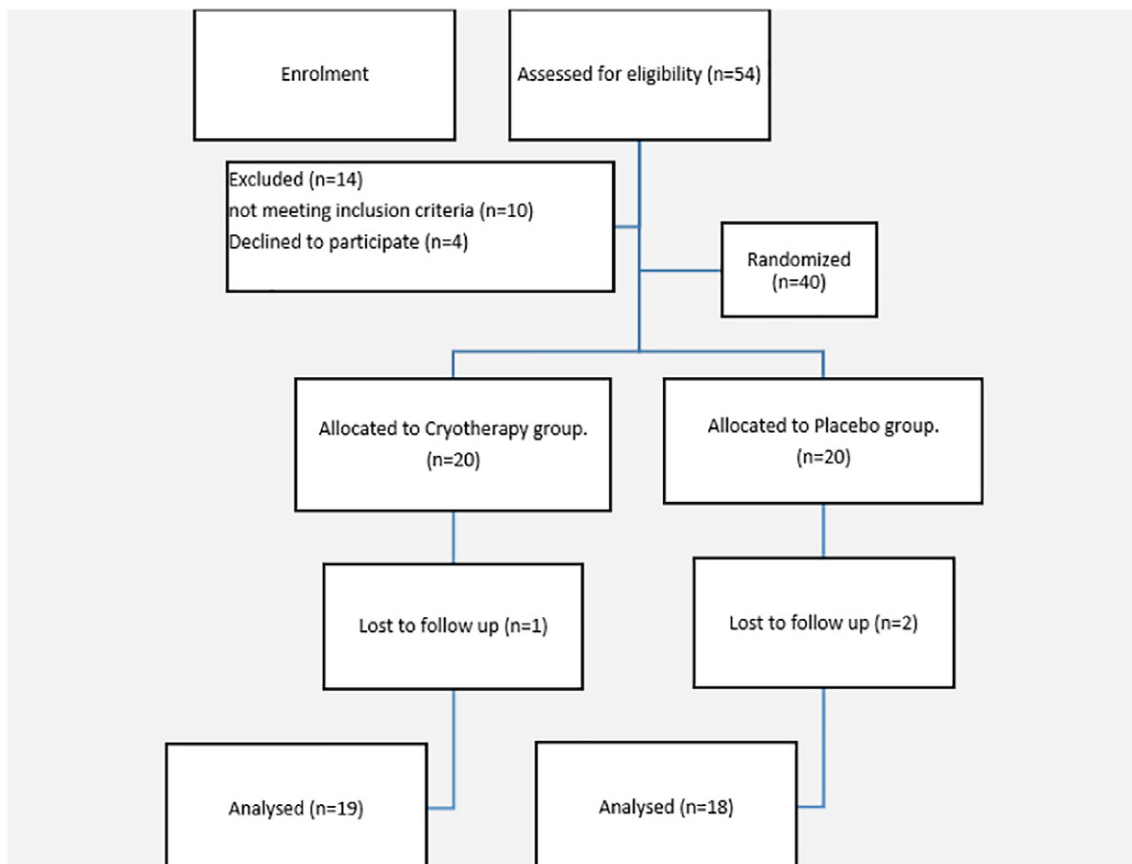 Enrolment
Assessed for eligibility (n=54)
Excluded (n=14)
not meeting inclusion criteria (n=10)
Declined to participate (n=4)
Randomized
(n=40)
Allocated to Cryotherapy group.
(n=20)
Allocated to Placebo group.
(n=20)
Lost to follow up (n=1)
Lost to follow up (n=2)
Analysed (n=19)
Analysed (n=18)